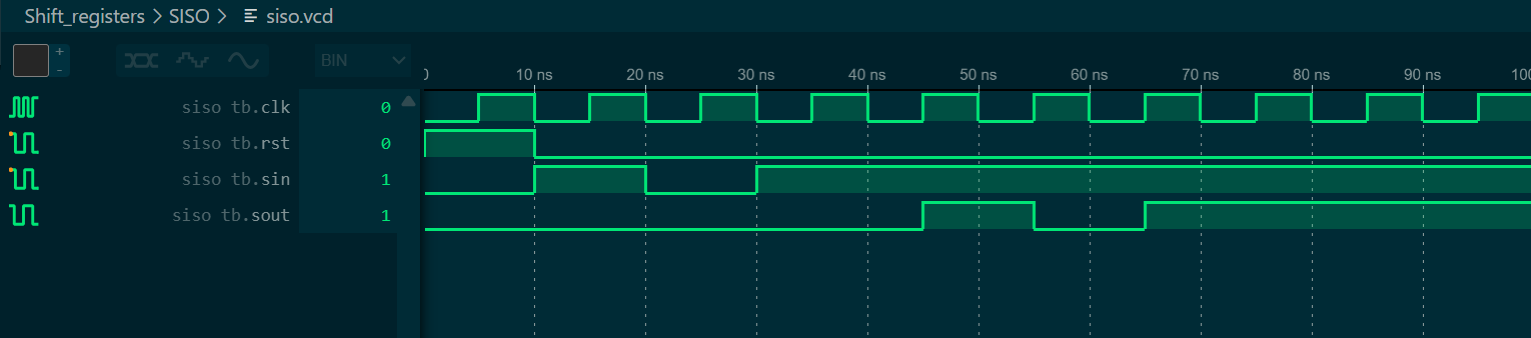 Shift_registers > SISO > siso.vcd
+
-
BIN
0 10 ns 20 ns 30 ns 40 ns 50 ns 60 ns 70 ns 80 ns 90 ns 100
siso tb.clk 0
siso tb.rst 0
siso tb.sin 1
siso tb.sout 1